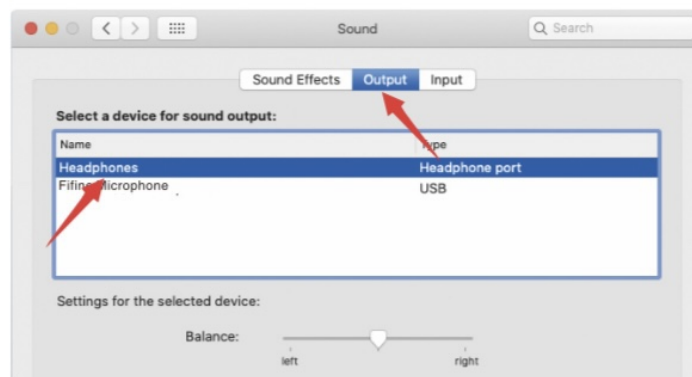 Sound
Search
Sound Effects Output Input
Select a device for sound output:
Name Type
Headphones Headphone port
Fifine Microphone USB
Settings for the selected device:
Balance:
left right